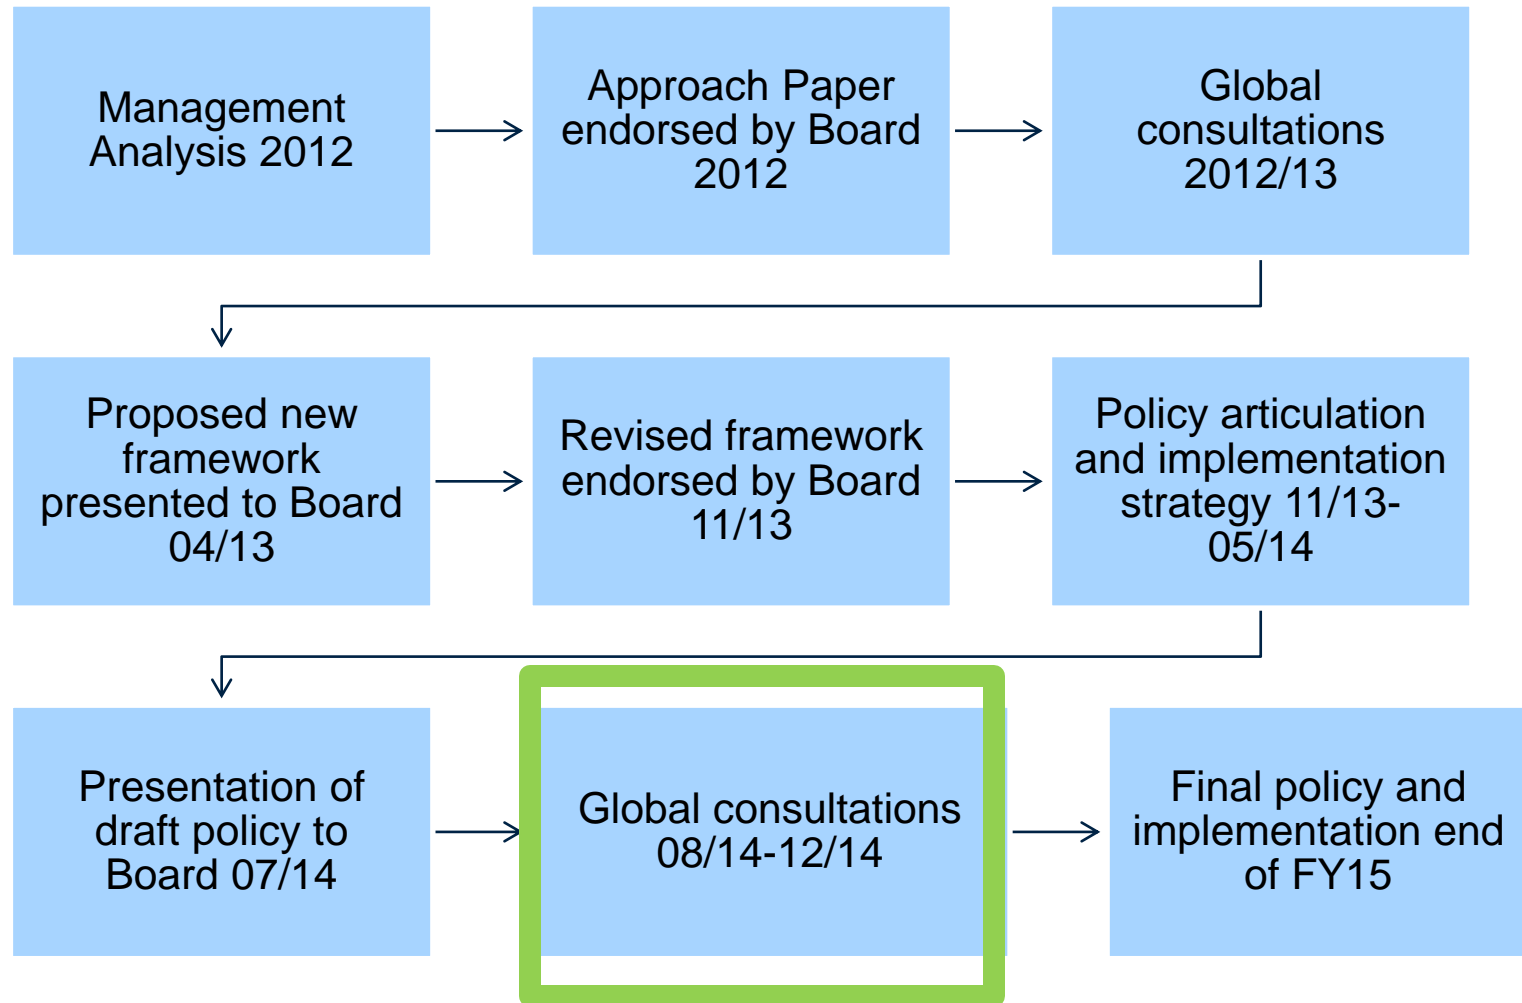 Management
Analysis 2012
Approach Paper
endorsed by Board
2012
Global
consultations
2012/13
Proposed new
framework
presented to Board
04/13
Revised framework
endorsed by Board
11/13
Policy articulation
and implementation
strategy 11/13-
05/14
Presentation of
draft policy to
Board 07/14
Global consultations
08/14-12/14
Final policy and
implementation end
of FY15